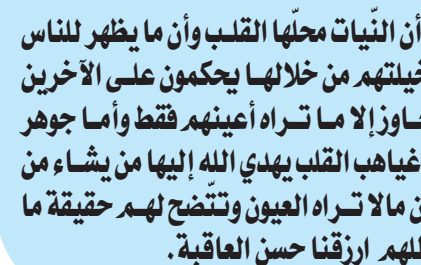 أن النّيات محلّها القلب وأن ما يظهر للناس
خيلتهم من خلالها يحكمون على الآخرين
إلا ما تراه أعينهم فقط وأما جوهر
غياهب القلب يهدي الله إليها من يشاء من
مالا تراه العيون وتتّضح لهم حقيقة ما
ارزقنا حسن العاقبة.